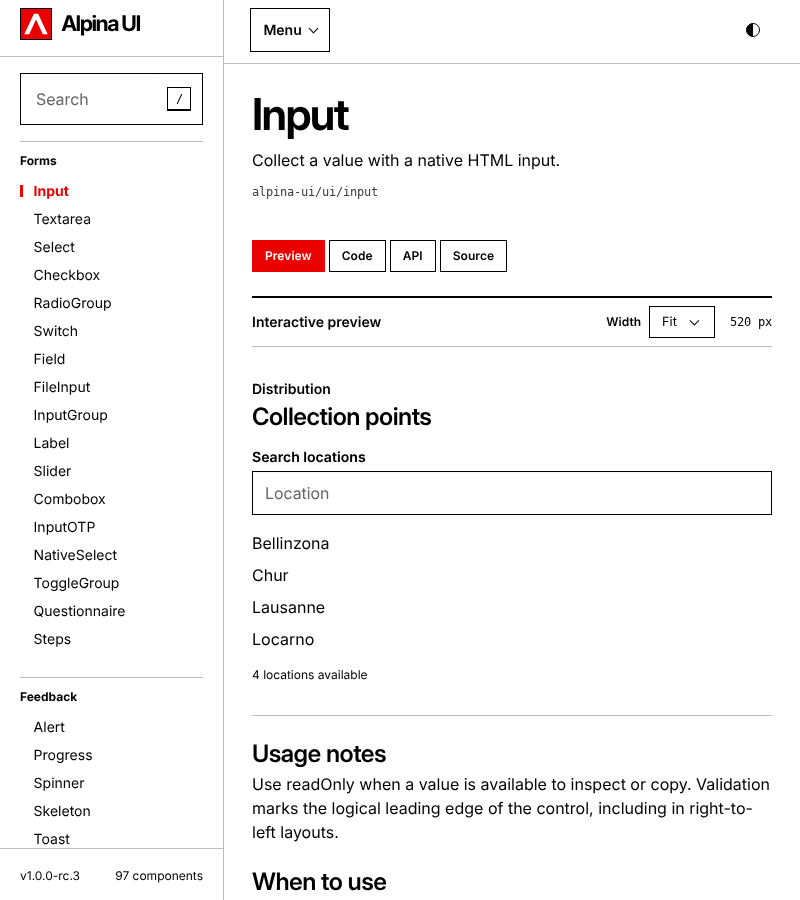 Alpina UI
Search /
Forms
Input
Textarea
Select
Checkbox
RadioGroup
Switch
Field
FileInput
InputGroup
Label
Slider
Combobox
InputOTP
NativeSelect
ToggleGroup
Questionnaire
Steps
Feedback
Alert
Progress
Spinner
Skeleton
Toast
v1.0.0-rc.3 97 components
Menu
Input
Collect a value with a native HTML input.
alpina-ui/ui/input
Preview Code API Source
Interactive preview Width Fit 520 px
Distribution
Collection points
Search locations
Location
Bellinzona
Chur
Lausanne
Locarno
4 locations available
Usage notes
Use readOnly when a value is available to inspect or copy. Validation
marks the logical leading edge of the control, including in right-to-
left layouts.
When to use